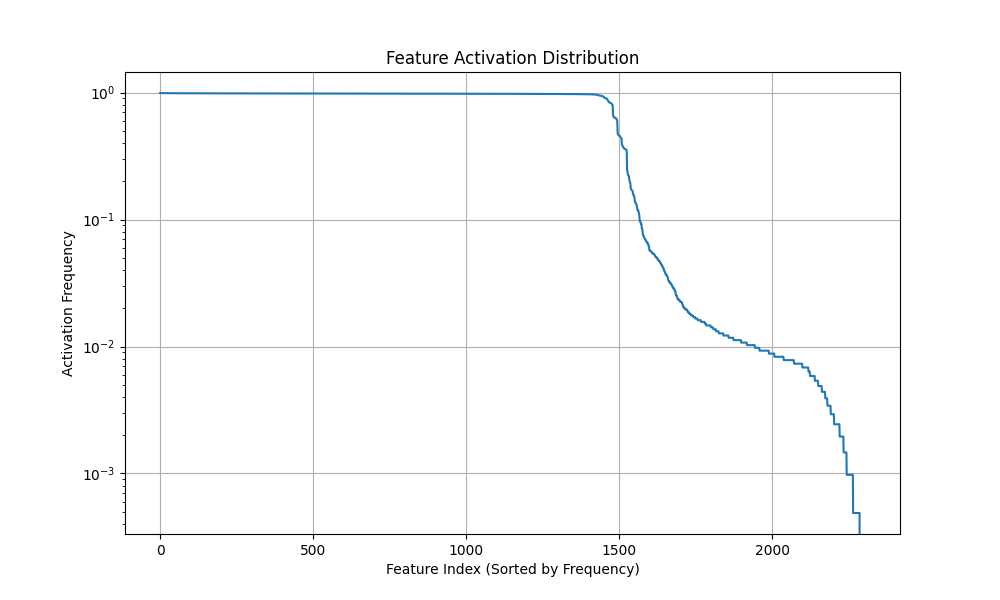 Feature Activation Distribution
Activation Frequency
10⁰
10⁻¹
10⁻²
10⁻³
0 500 1000 1500 2000
Feature Index (Sorted by Frequency)